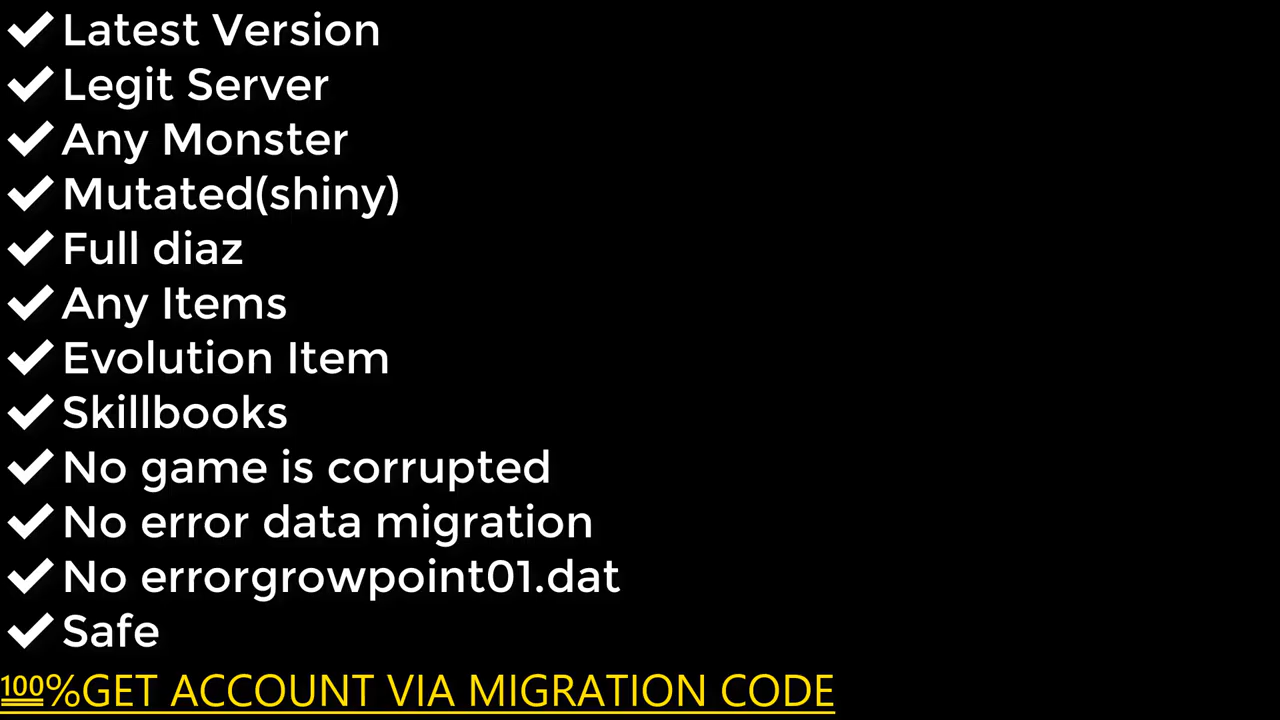 ✔Latest Version
✔Legit Server
✔Any Monster
✔Mutated(shiny)
✔Full diaz
✔Any Items
✔Evolution Item
✔Skillbooks
✔No game is corrupted
✔No error data migration
✔No errorgrowpoint01.dat
✔Safe
💯%GET ACCOUNT VIA MIGRATION CODE